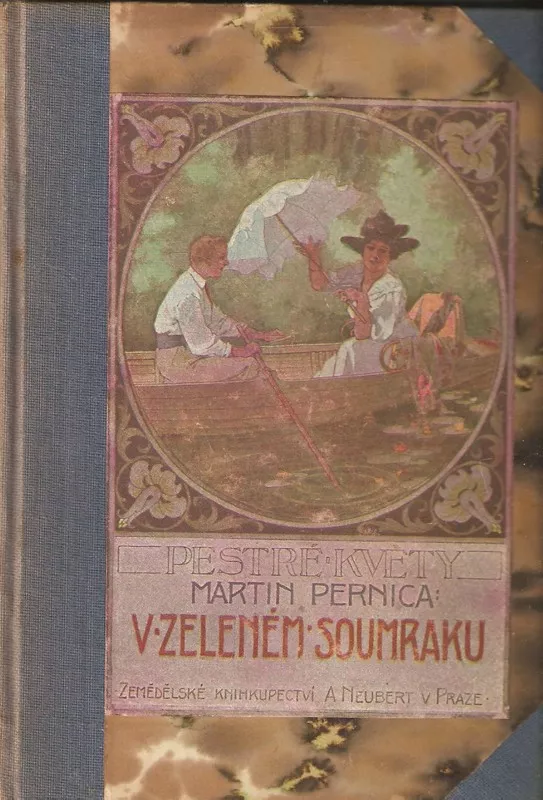 PESTRÉ·KVĚTY
MARTIN PERNICA:
V·ZELENÉM·SOUMRAKU
·ZEMĚDĚLSKÉ KNIHKUPECTVÍ A NEUBERT V PRAZE·